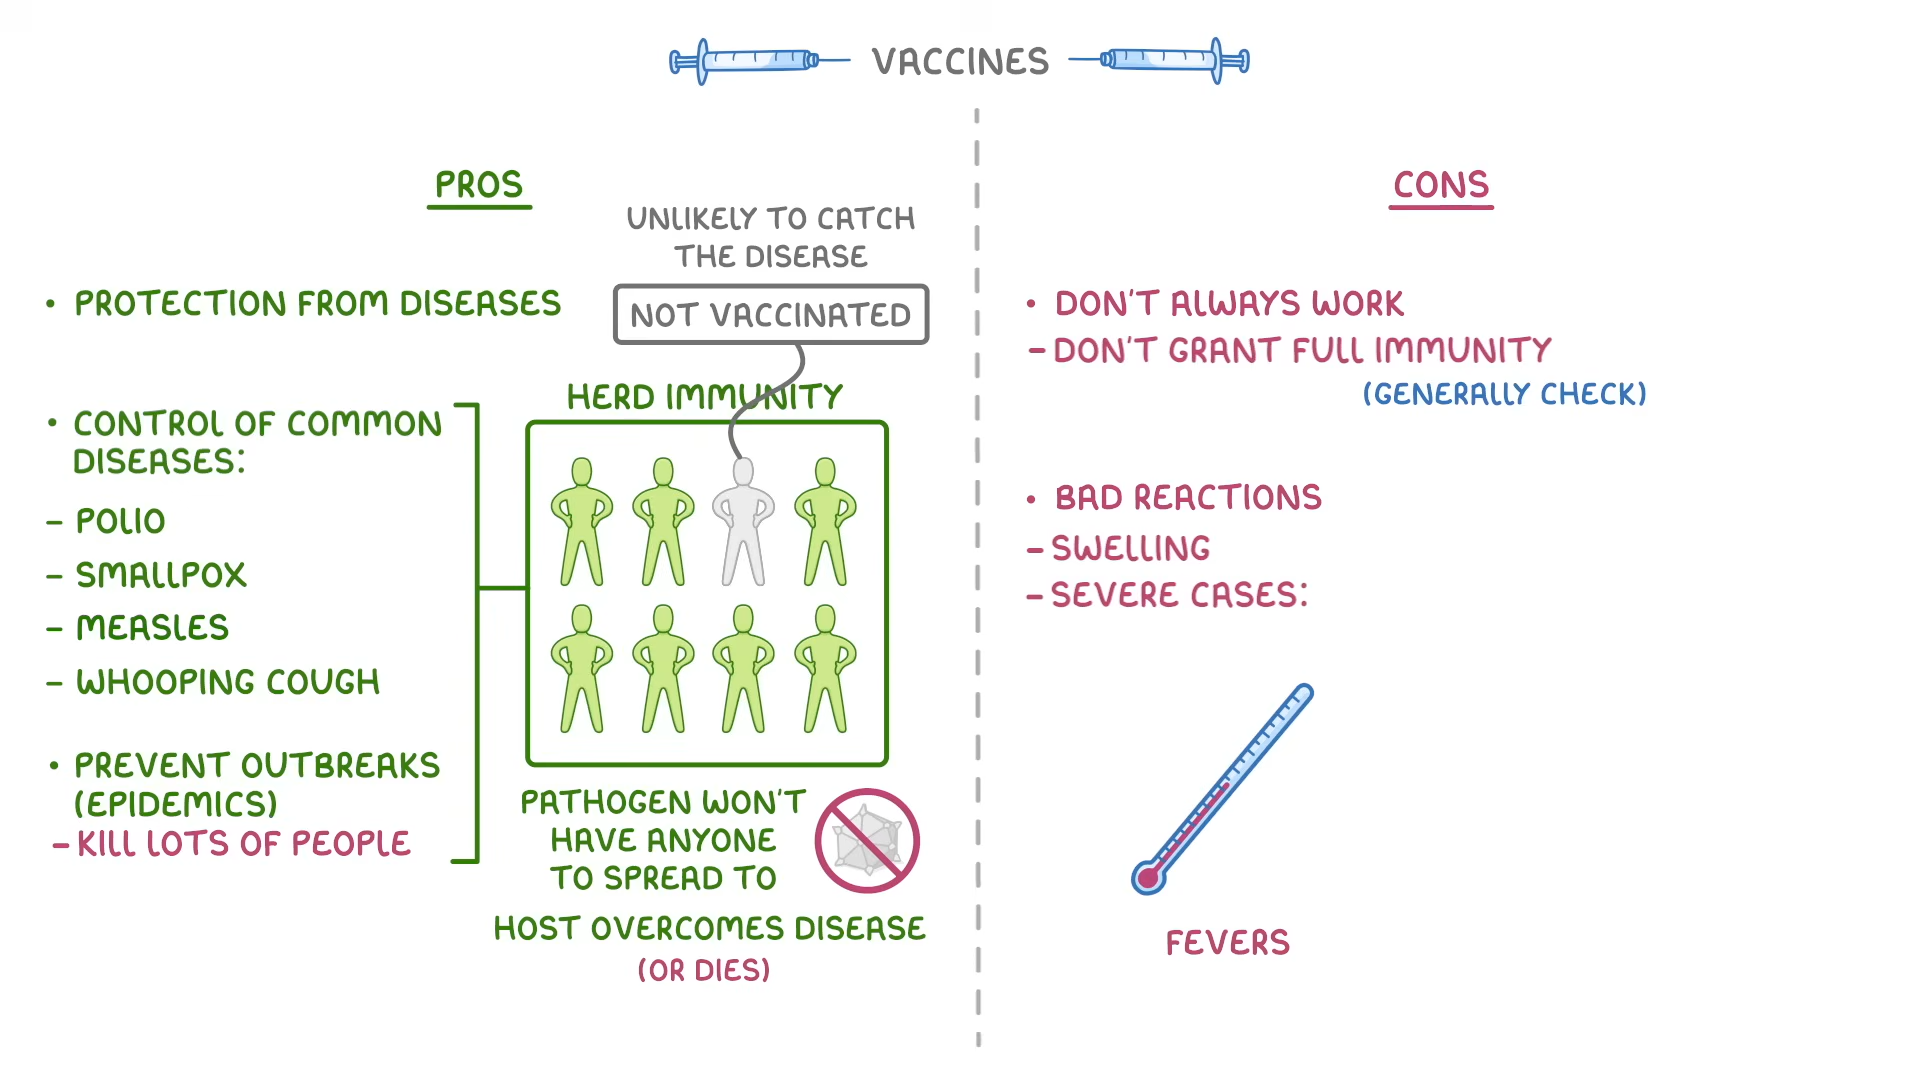 VACCINES
PROS
UNLIKELY TO CATCH
THE DISEASE
NOT VACCINATED
• PROTECTION FROM DISEASES
HERD IMMUNITY
• CONTROL OF COMMON
DISEASES:
– POLIO
– SMALLPOX
– MEASLES
– WHOOPING COUGH
• PREVENT OUTBREAKS
(EPIDEMICS)
– KILL LOTS OF PEOPLE
PATHOGEN WON'T
HAVE ANYONE
TO SPREAD TO
HOST OVERCOMES DISEASE
(OR DIES)
CONS
• DON'T ALWAYS WORK
– DON'T GRANT FULL IMMUNITY
(GENERALLY CHECK)
• BAD REACTIONS
– SWELLING
– SEVERE CASES:
FEVERS